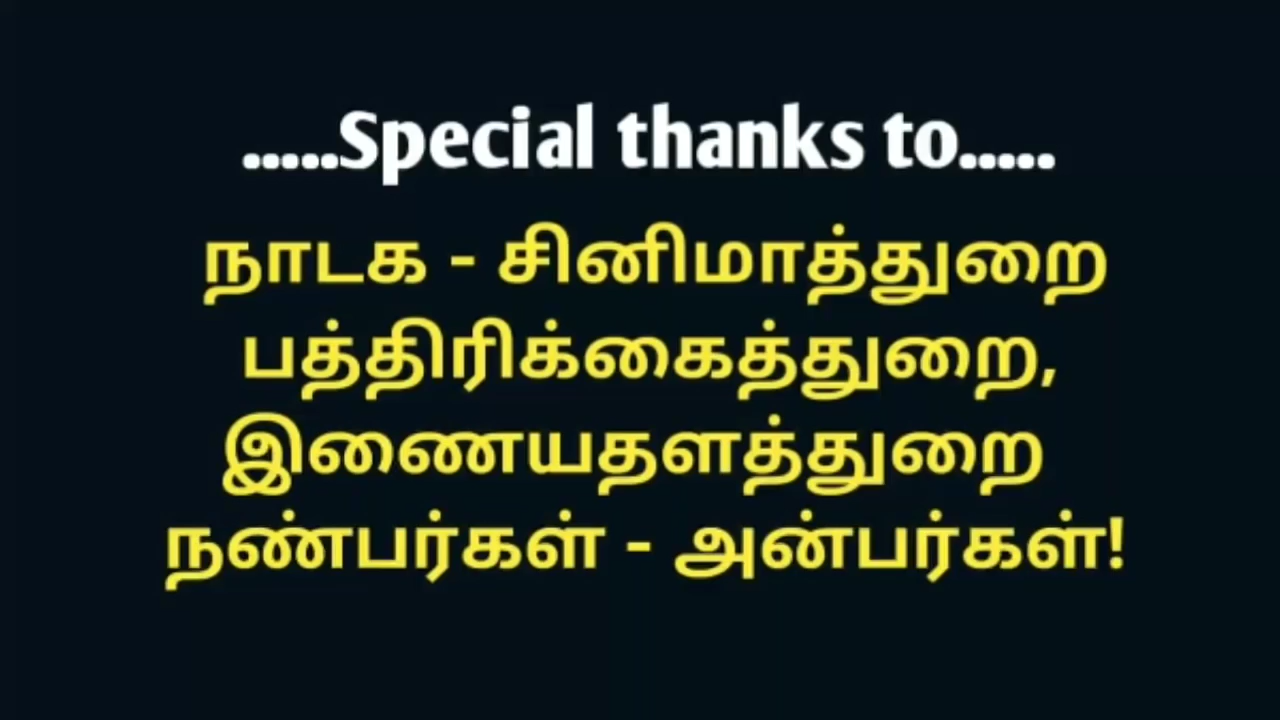 .....Special thanks to.....
நாடக - சினிமாத்துறை
பத்திரிக்கைத்துறை,
இணையதளத்துறை
நண்பர்கள் - அன்பர்கள்!